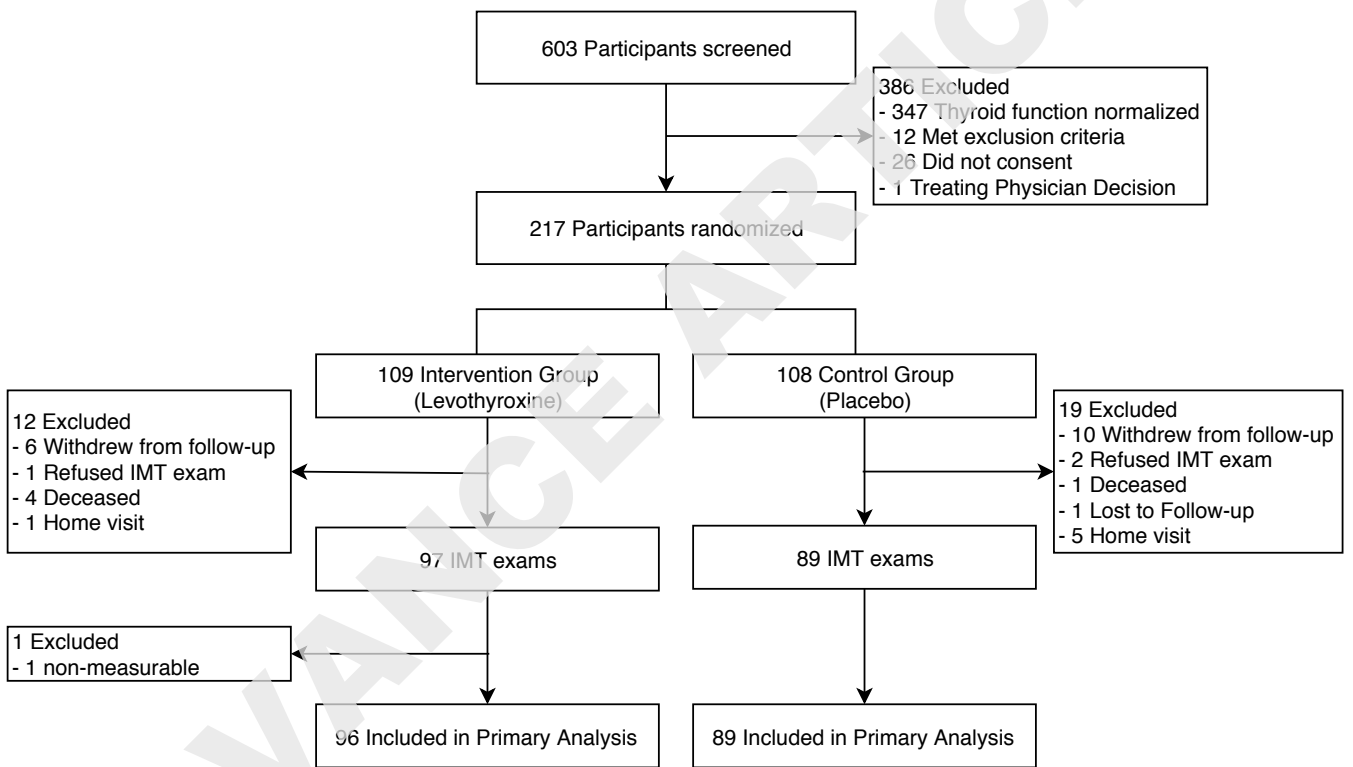 603 Participants screened
386 Excluded
- 347 Thyroid function normalized
- 12 Met exclusion criteria
- 26 Did not consent
- 1 Treating Physician Decision
217 Participants randomized
109 Intervention Group
(Levothyroxine)
108 Control Group
(Placebo)
12 Excluded
- 6 Withdrew from follow-up
- 1 Refused IMT exam
- 4 Deceased
- 1 Home visit
19 Excluded
- 10 Withdrew from follow-up
- 2 Refused IMT exam
- 1 Deceased
- 1 Lost to Follow-up
- 5 Home visit
97 IMT exams
89 IMT exams
1 Excluded
- 1 non-measurable
96 Included in Primary Analysis
89 Included in Primary Analysis
VANCE ARTIC